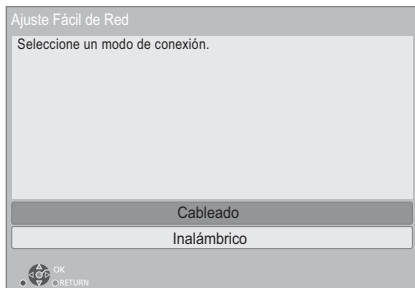 Ajuste Fácil de Red
Seleccione un modo de conexión.
Cableado
Inalámbrico
OK
RETURN